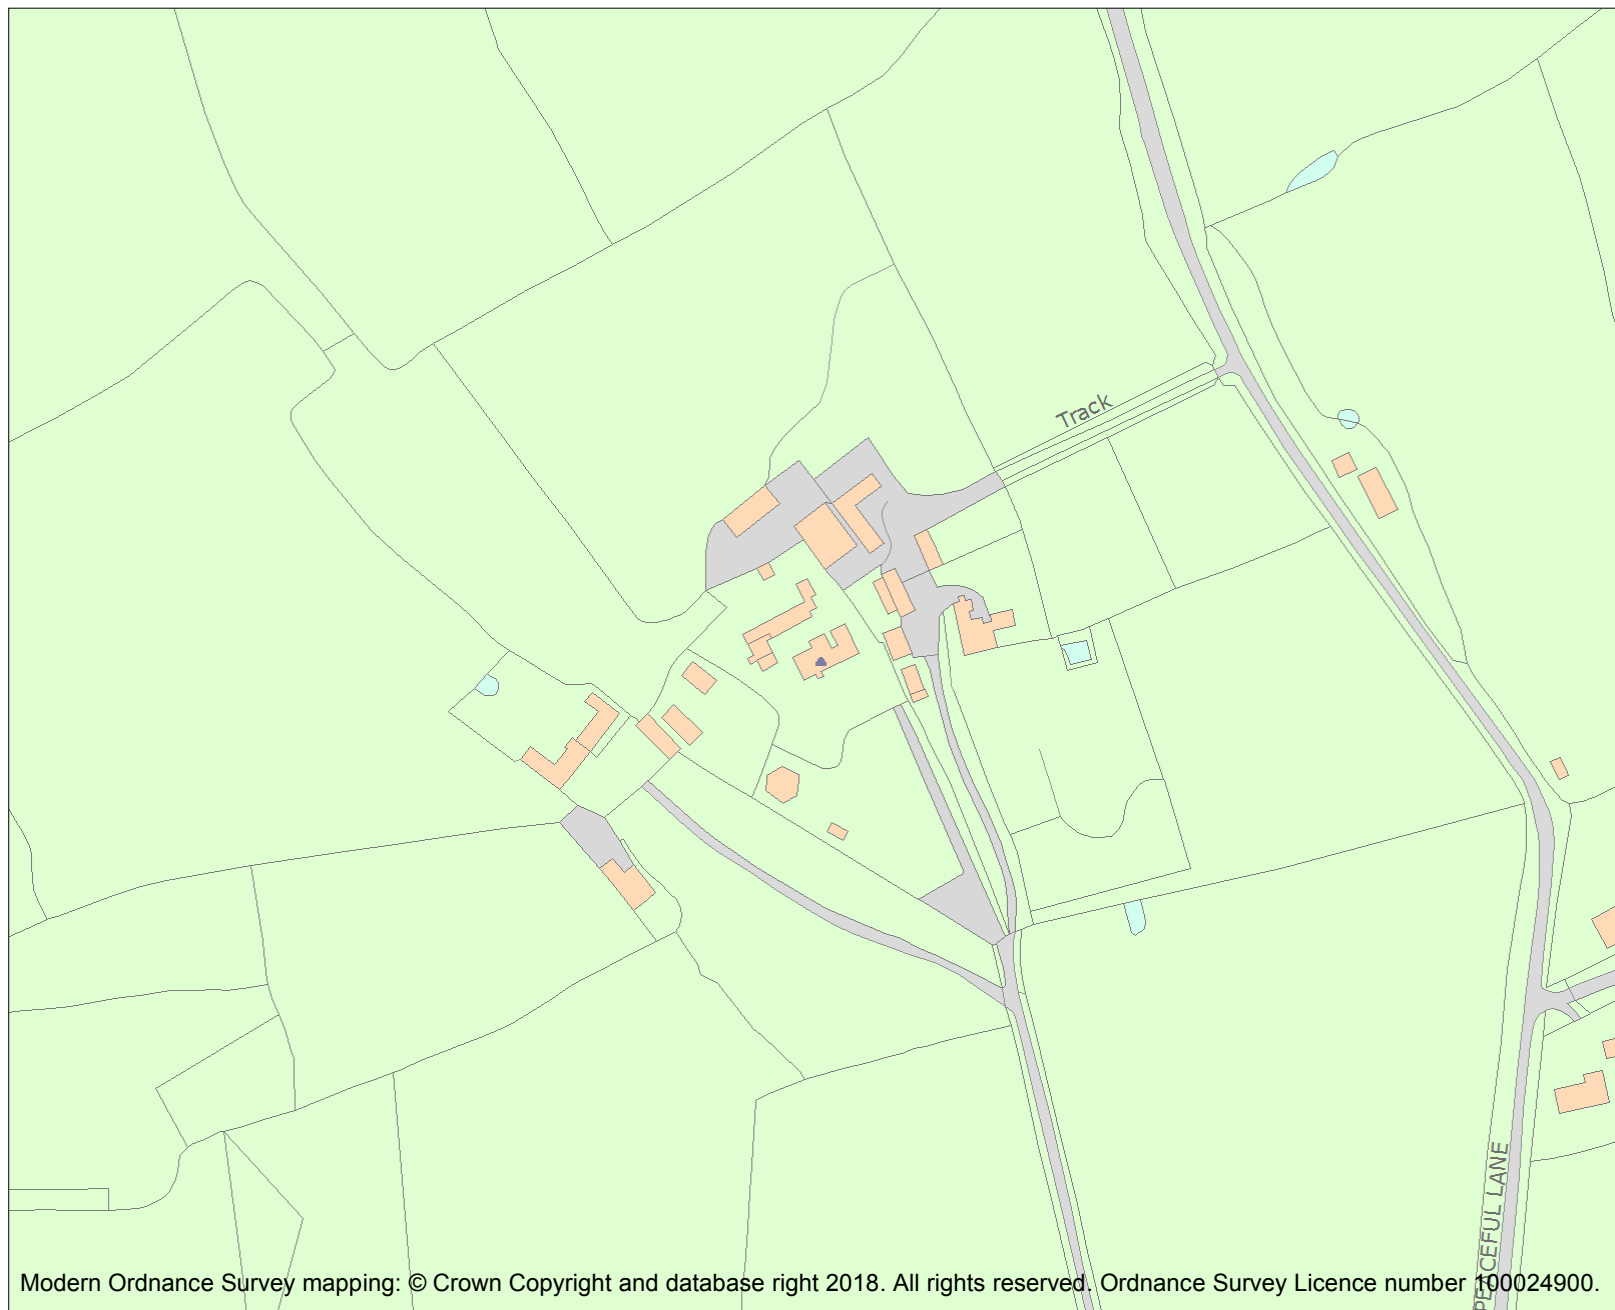 Track
PEACEFUL LANE
Modern Ordnance Survey mapping: © Crown Copyright and database right 2018. All rights reserved. Ordnance Survey Licence number 100024900.